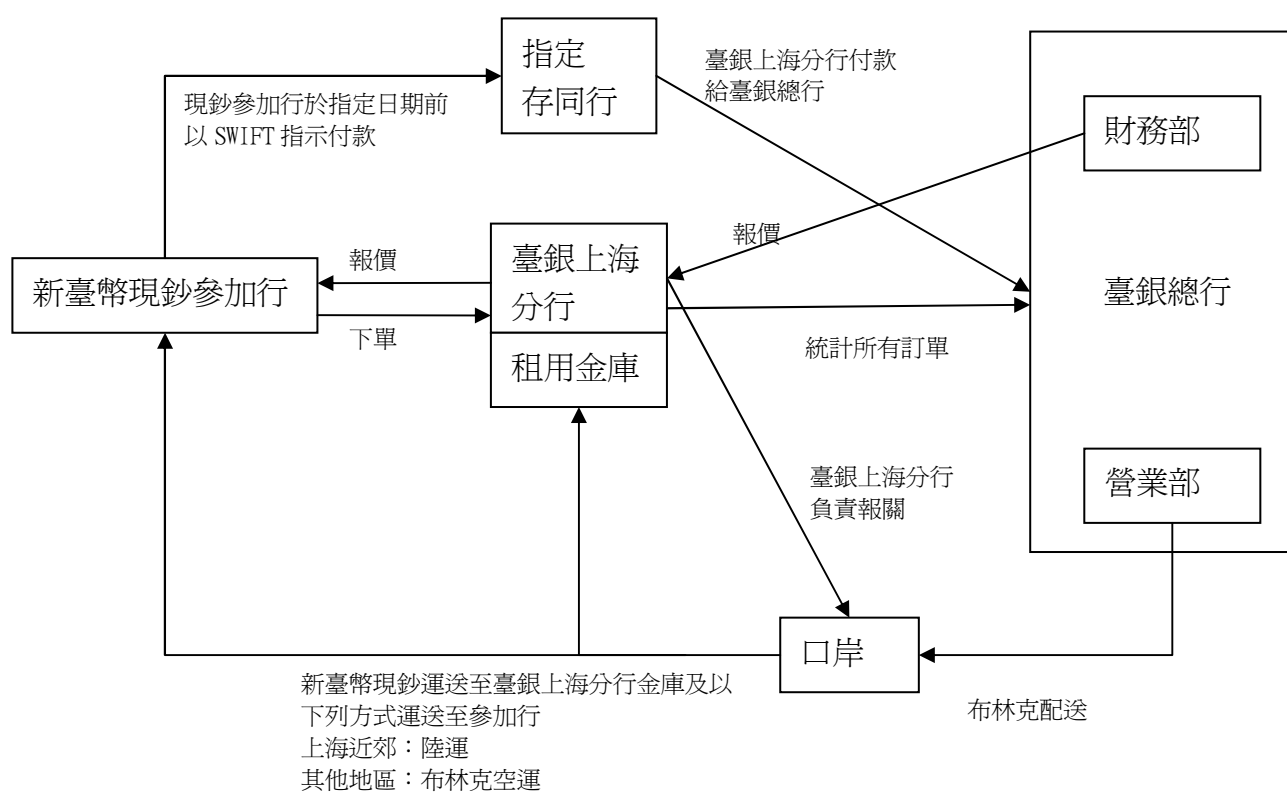 指定
存同行
臺銀上海分行付款
給臺銀總行
現鈔參加行於指定日期前
以 SWIFT 指示付款
財務部
報價
報價
臺銀上海
分行
新臺幣現鈔參加行
臺銀總行
下單
統計所有訂單
租用金庫
臺銀上海分行
負責報關
營業部
口岸
新臺幣現鈔運送至臺銀上海分行金庫及以
下列方式運送至參加行
上海近郊：陸運
其他地區：布林克空運
布林克配送